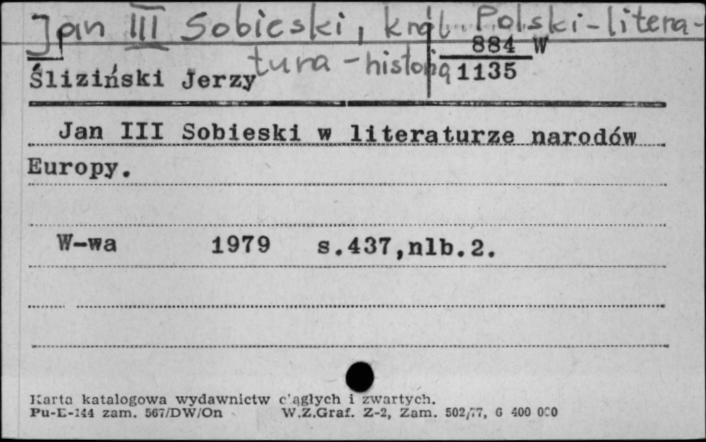 Jan III Sobieski, król Polski - litera-
tura - historia
884 W
1135
Śliziński Jerzy
Jan III Sobieski w literaturze narodów
Europy.
W-wa 1979 s.437,nlb.2.
Karta katalogowa wydawnictw ciągłych i zwartych.
Pu-K-144 zam. 567/DW/On W.Z.Graf. Z-2, Zam. 502/77, G 400 000